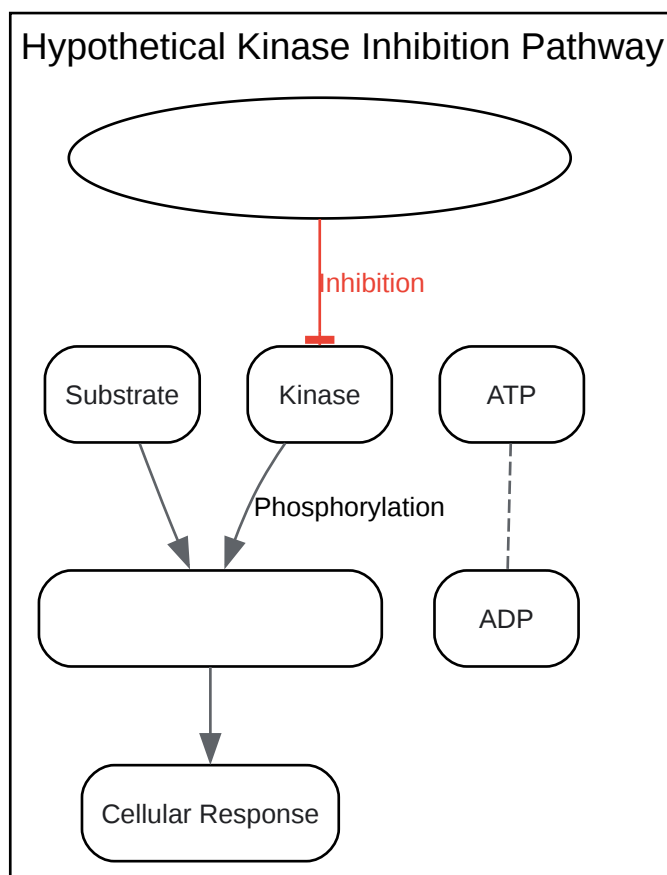 Hypothetical Kinase Inhibition Pathway
Inhibition
Substrate
Kinase
ATP
Phosphorylation
ADP
Cellular Response